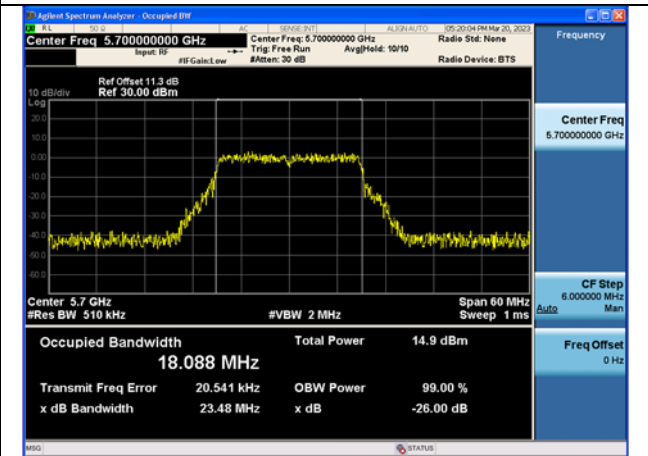 Agilent Spectrum Analyzer - Occupied BW
RL 50 Ω AC SENSE:INT ALIGN AUTO 05:20:04 PM Mar 20, 2023
Center Freq 5.700000000 GHz Center Freq: 5.700000000 GHz Radio Std: None
Input: RF Trig: Free Run Avg|Hold: 10/10
#IFGain:Low #Atten: 30 dB Radio Device: BTS
Frequency
Ref Offset 11.3 dB
10 dB/div Ref 30.00 dBm
Log
20.0
10.0
0.00
-10.0
-20.0
-30.0
-40.0
-50.0
-60.0
Center Freq
5.700000000 GHz
Center 5.7 GHz Span 60 MHz
#Res BW 510 kHz #VBW 2 MHz Sweep 1 ms
CF Step
6.000000 MHz
Auto Man
Occupied Bandwidth Total Power 14.9 dBm
18.088 MHz
Transmit Freq Error 20.541 kHz OBW Power 99.00 %
x dB Bandwidth 23.48 MHz x dB -26.00 dB
Freq Offset
0 Hz
MSG STATUS